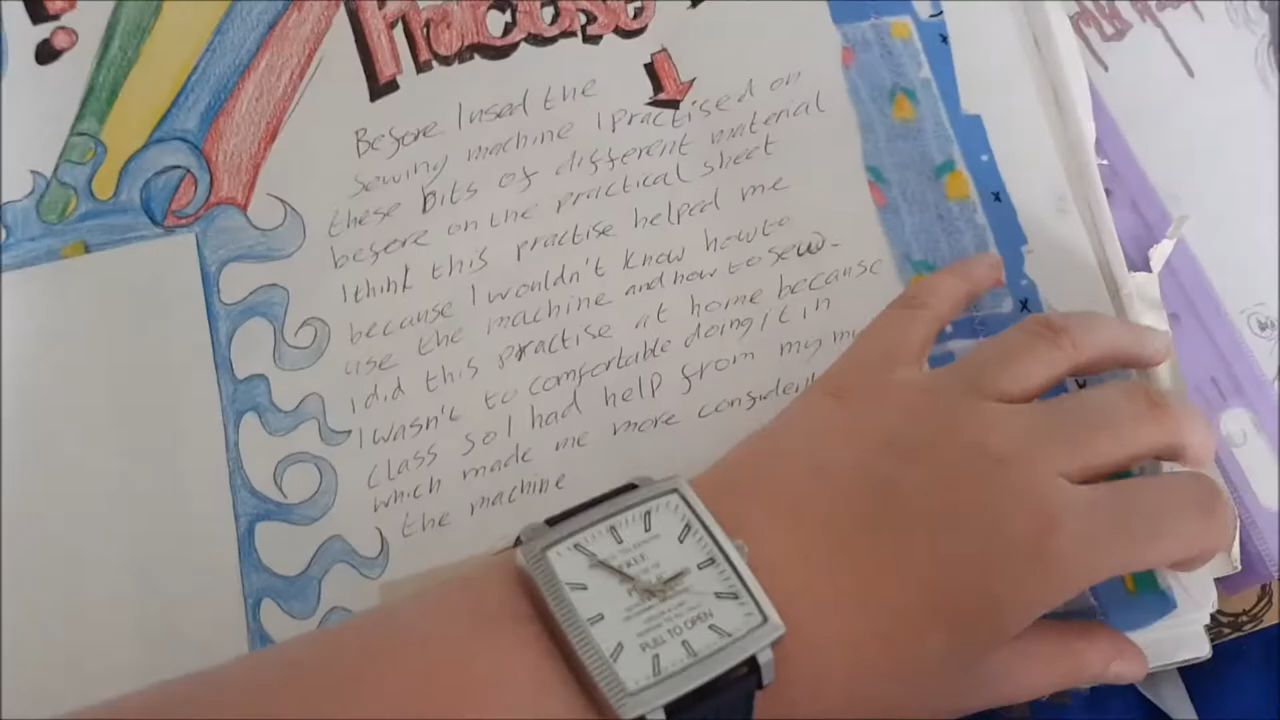 Practise
Before I used the
sewing machine I practised on
these bits of different material
before on the practical sheet
I think this practise helped me
because I wouldn't know how to
use the machine and how to sew.
I did this practise at home because
I wasn't to comfortable doing it in
class so I had help from my
which made me more
the machine
PULL TO OPEN